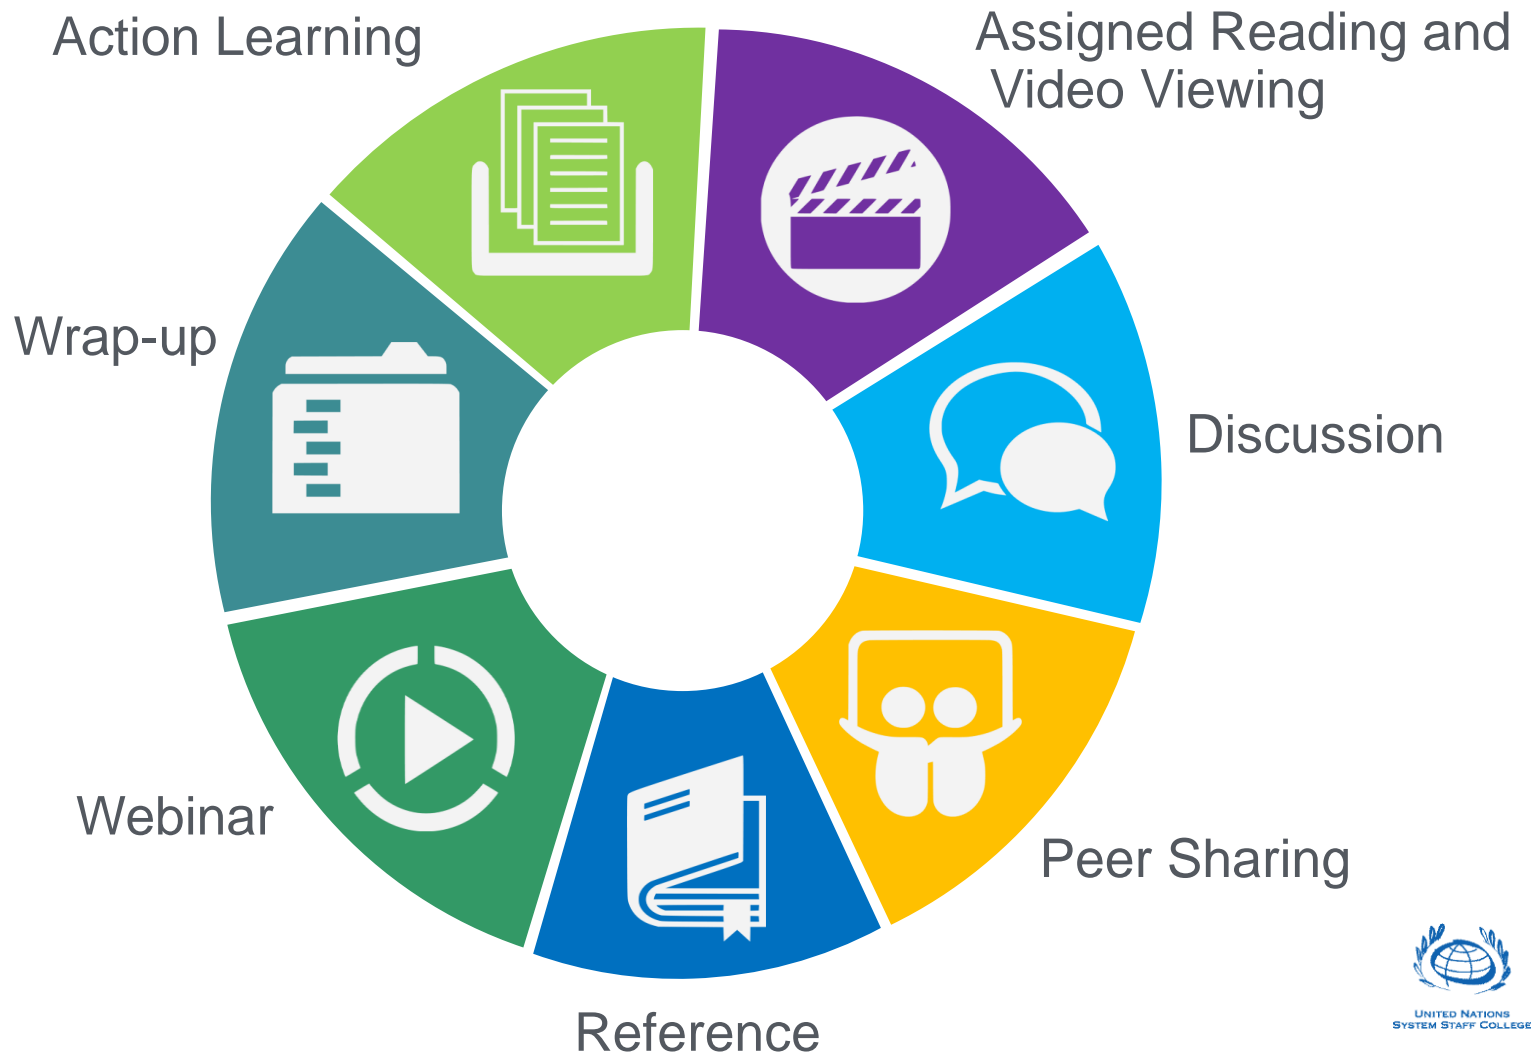 Action Learning
Assigned Reading and
Video Viewing
Wrap-up
Discussion
Webinar
Peer Sharing
Reference
UNITED NATIONS
SYSTEM STAFF COLLEGE